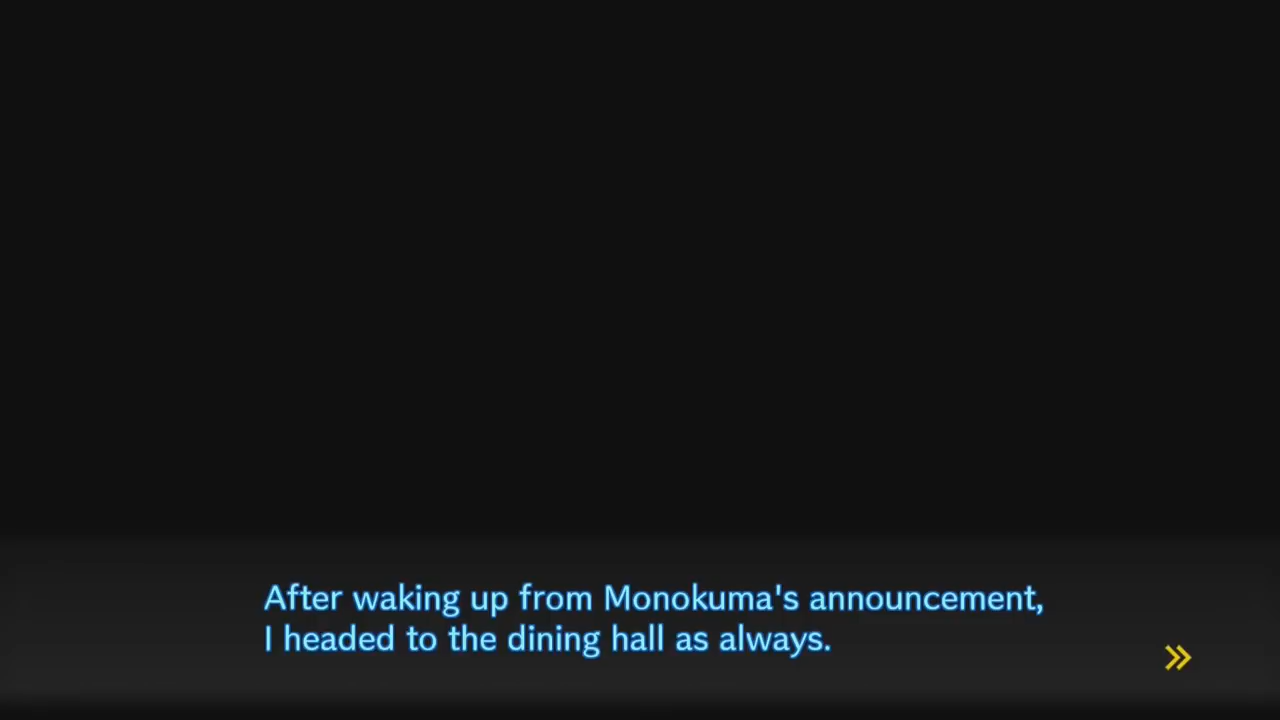 After waking up from Monokuma's announcement,
I headed to the dining hall as always.